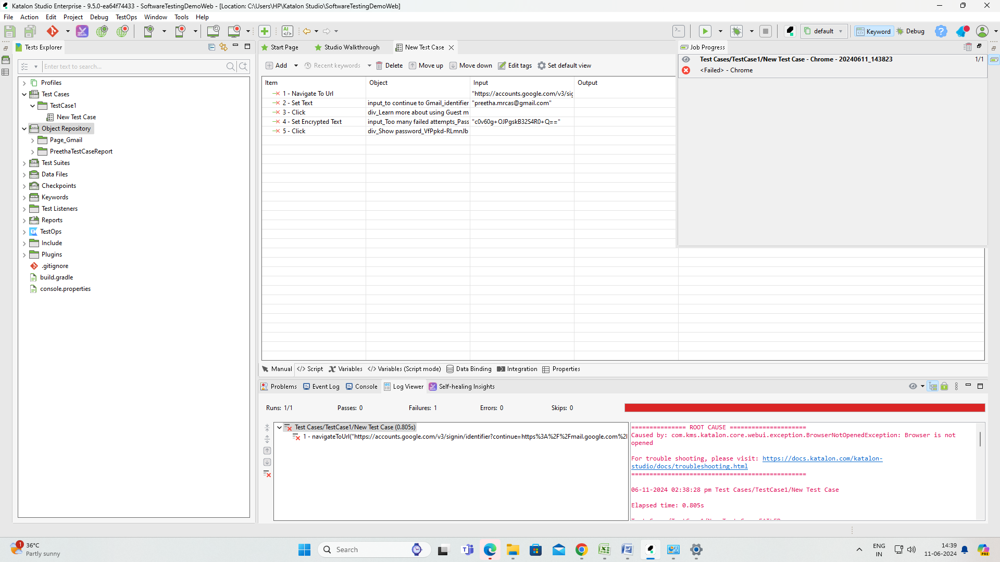 Katalon Studio Enterprise - 9.5.0-ea64f74433 - SoftwareTestingDemoWeb - [Location: C:\Users\HP\Katalon Studio\SoftwareTestingDemoWeb]
File Action Edit Project Debug TestOps Window Tools Help
default Keyword Debug
Tests Explorer
Enter text to search...
Profiles
Test Cases
TestCase1
New Test Case
Object Repository
Page_Gmail
PreethaTestCaseReport
Test Suites
Data Files
Checkpoints
Keywords
Test Listeners
Reports
TestOps
Include
Plugins
.gitignore
build.gradle
console.properties
Start Page Studio Walkthrough New Test Case
Add Recent keywords Delete Move up Move down Edit tags Set default view
Item Object Input Output
1 - Navigate To Url "https://accounts.google.com/v3/sig
2 - Set Text input_to continue to Gmail_identifier "preetha.mrcas@gmail.com"
3 - Click div_Learn more about using Guest m
4 - Set Encrypted Text input_Too many failed attempts_Pass "c0v60g+OJPgskB32S4R0+Q=="
5 - Click div_Show password_VfPpkd-RLmnJb
Job Progress
Test Cases/TestCase1/New Test Case - Chrome - 20240611_143823 1/1
<Failed> - Chrome
Manual Script Variables Variables (Script mode) Data Binding Integration Properties
Problems Event Log Console Log Viewer Self-healing Insights
Runs: 1/1 Passes: 0 Failures: 1 Errors: 0 Skips: 0
Test Cases/TestCase1/New Test Case (0.805s)
1 - navigateToUrl("https://accounts.google.com/v3/signin/identifier?continue=https%3A%2F%2Fmail.google.com%2F
=============== ROOT CAUSE =====================
Caused by: com.kms.katalon.core.webui.exception.BrowserNotOpenedException: Browser is not
opened
For trouble shooting, please visit: https://docs.katalon.com/katalon-
studio/docs/troubleshooting.html
================================================
06-11-2024 02:38:28 pm Test Cases/TestCase1/New Test Case
Elapsed time: 0.805s
1
36°C
Partly sunny
Search
ENG
IN
14:39
11-06-2024
PRE